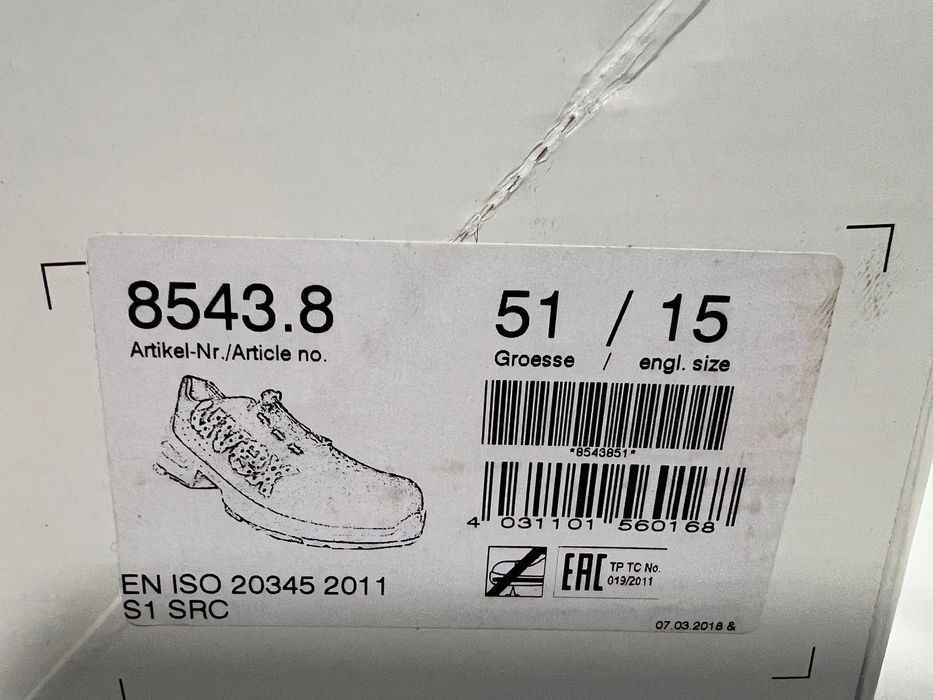 8543.8
Artikel-Nr./Article no.
51 / 15
Groesse / engl. size
*8543851*
4 031101 560168
EN ISO 20345 2011
S1 SRC
EAC TP TC No.
019/2011
07.03.2018 &